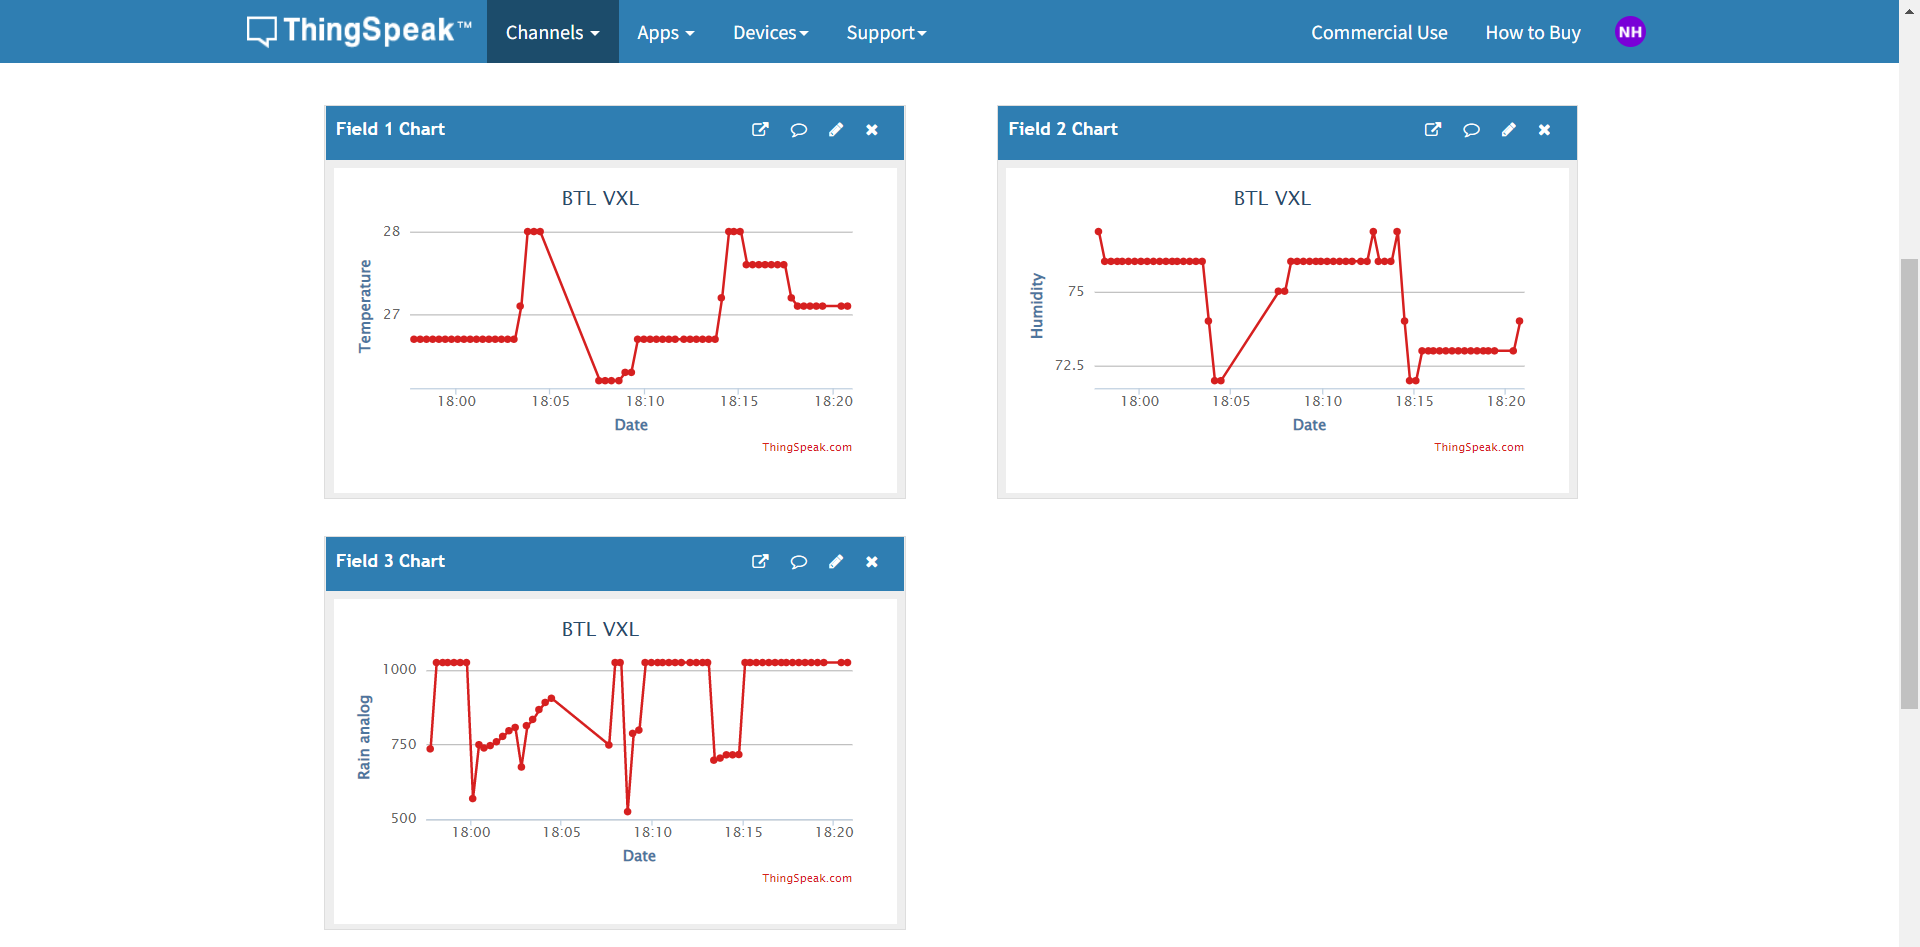 ThingSpeak™ Channels Apps Devices Support Commercial Use How to Buy NH
Field 1 Chart
BTL VXL
28
27
Temperature
18:00 18:05 18:10 18:15 18:20
Date
ThingSpeak.com
Field 2 Chart
BTL VXL
75
72.5
Humidity
18:00 18:05 18:10 18:15 18:20
Date
ThingSpeak.com
Field 3 Chart
BTL VXL
1000
750
500
Rain analog
18:00 18:05 18:10 18:15 18:20
Date
ThingSpeak.com